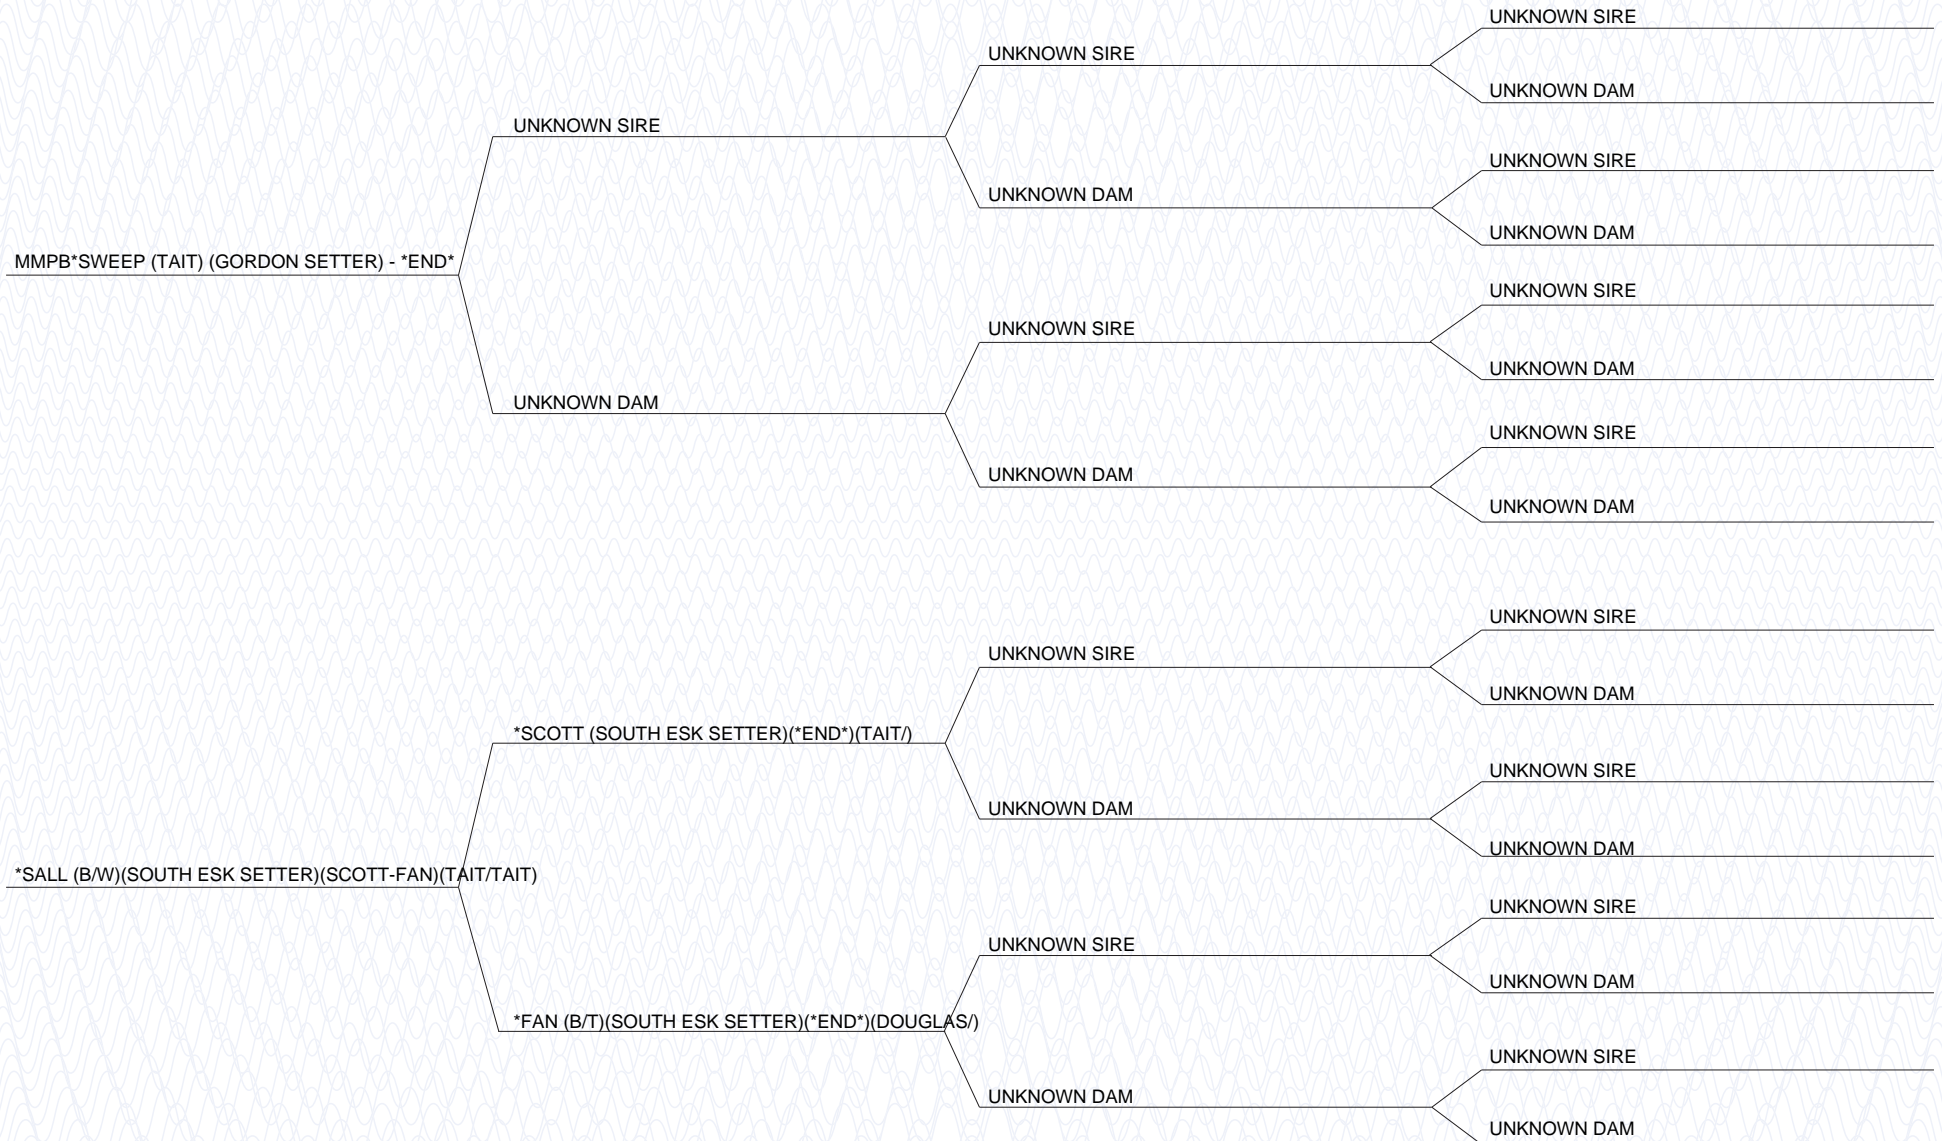 UNKNOWN SIRE
UNKNOWN SIRE
UNKNOWN DAM
UNKNOWN SIRE
UNKNOWN SIRE
UNKNOWN DAM
UNKNOWN DAM
MMPB*SWEEP (TAIT) (GORDON SETTER) - *END*
UNKNOWN SIRE
UNKNOWN SIRE
UNKNOWN DAM
UNKNOWN DAM
UNKNOWN SIRE
UNKNOWN DAM
UNKNOWN DAM
UNKNOWN SIRE
UNKNOWN SIRE
UNKNOWN DAM
*SCOTT (SOUTH ESK SETTER)(*END*)(TAIT/)
UNKNOWN SIRE
UNKNOWN DAM
UNKNOWN DAM
*SALL (B/W)(SOUTH ESK SETTER)(SCOTT-FAN)(TAIT/TAIT)
UNKNOWN SIRE
UNKNOWN SIRE
UNKNOWN DAM
*FAN (B/T)(SOUTH ESK SETTER)(*END*)(DOUGLAS/)
UNKNOWN SIRE
UNKNOWN DAM
UNKNOWN DAM